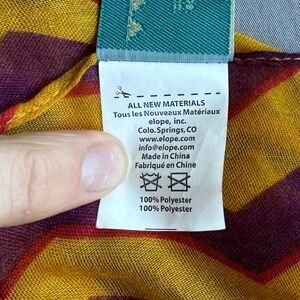 ALL NEW MATERIALS
Tous les Nouveaux Matériaux
elope, inc.
Colo. Springs, CO
www.elope.com
info@elope.com
Made in China
Fabriqué en Chine
100% Polyester
100% Polyester